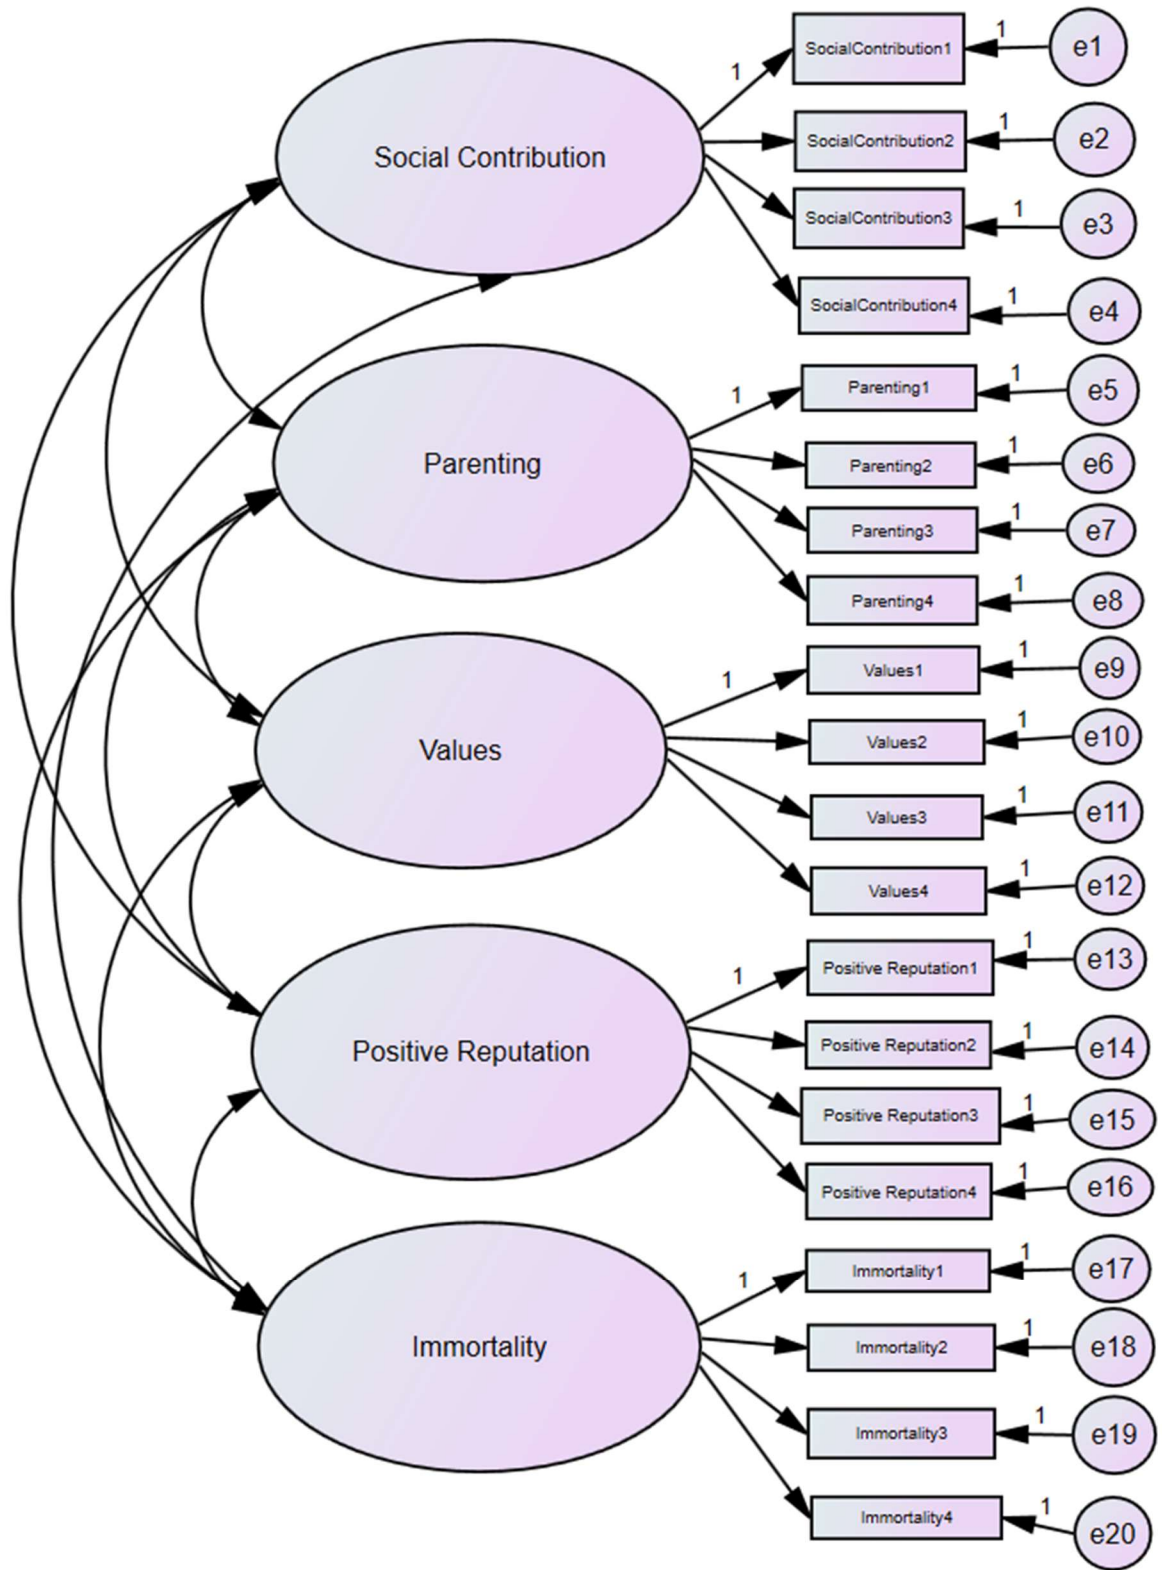 1
SocialContribution1
1
e1
Social Contribution
SocialContribution2
1
e2
SocialContribution3
1
e3
SocialContribution4
1
e4
Parenting
1
Parenting1
1
e5
Parenting2
1
e6
Parenting3
1
e7
Parenting4
1
e8
Values
1
Values1
1
e9
Values2
1
e10
Values3
1
e11
Values4
1
e12
Positive Reputation
1
Positive Reputation1
1
e13
Positive Reputation2
1
e14
Positive Reputation3
1
e15
Positive Reputation4
1
e16
Immortality
1
Immortality1
1
e17
Immortality2
1
e18
Immortality3
1
e19
Immortality4
1
e20